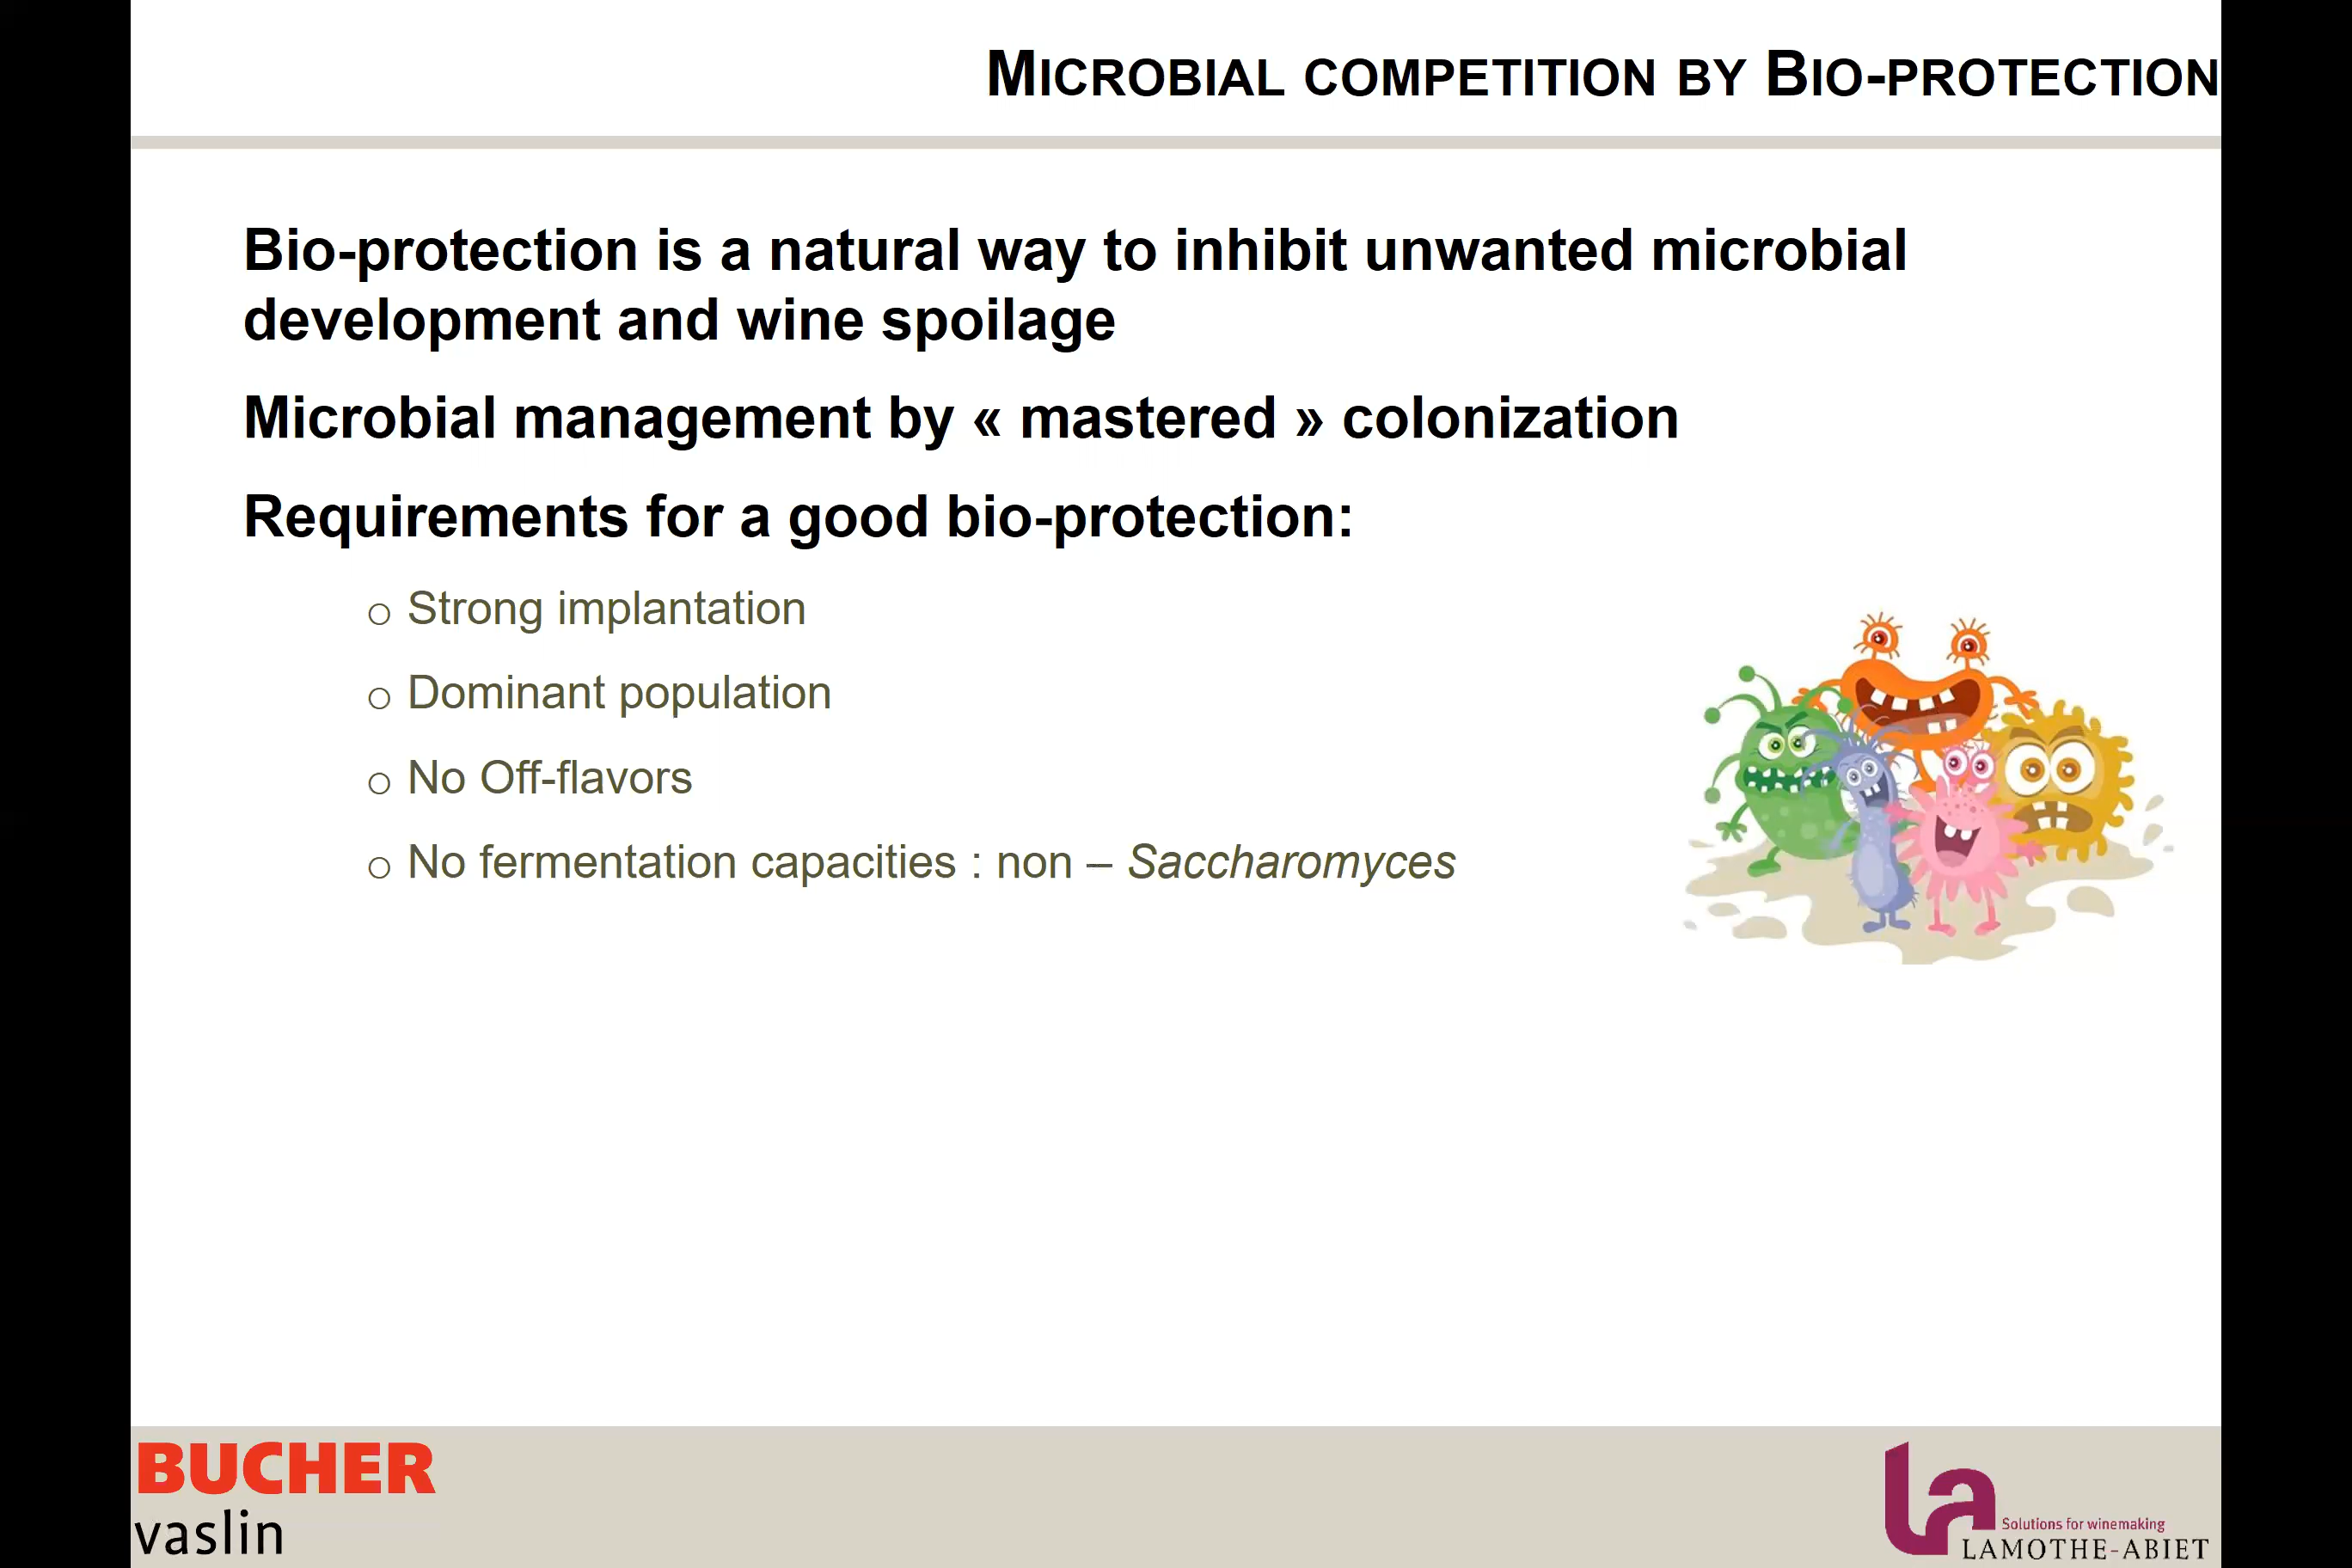 MICROBIAL COMPETITION BY BIO-PROTECTION
Bio-protection is a natural way to inhibit unwanted microbial
development and wine spoilage
Microbial management by « mastered » colonization
Requirements for a good bio-protection:
○ Strong implantation
○ Dominant population
○ No Off-flavors
○ No fermentation capacities : non – Saccharomyces
BUCHER
vaslin
la
Solutions for winemaking
LAMOTHE-ABIET